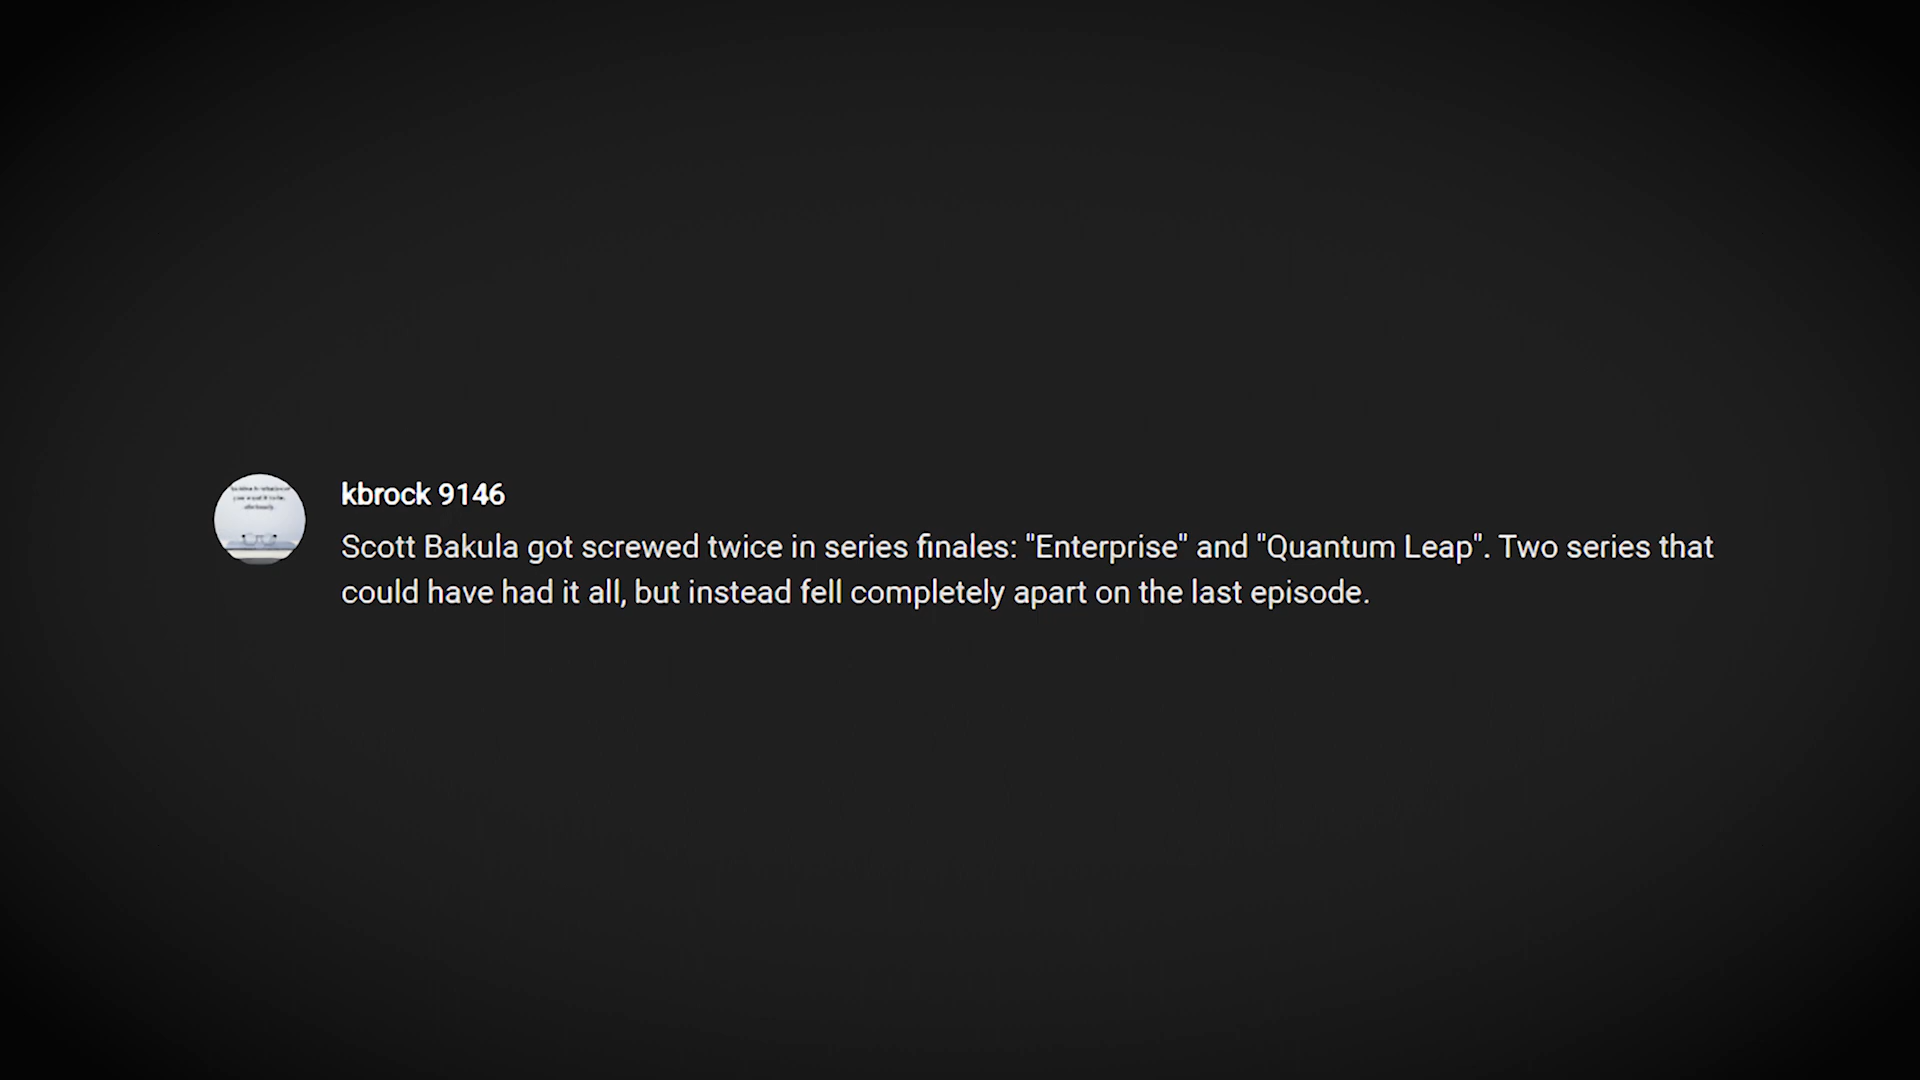 kbrock 9146
Scott Bakula got screwed twice in series finales: "Enterprise" and "Quantum Leap". Two series that
could have had it all, but instead fell completely apart on the last episode.